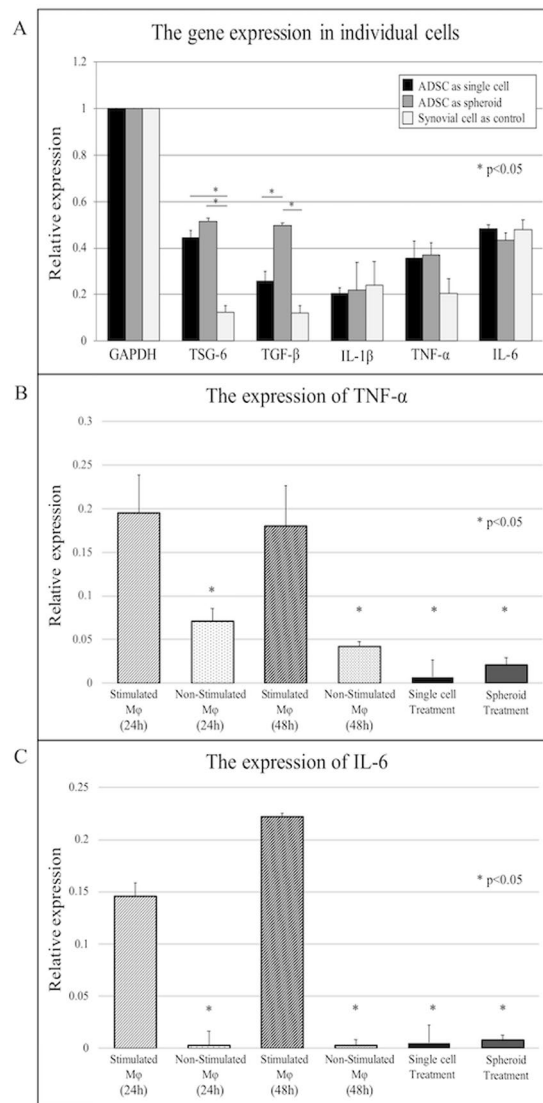 A
The gene expression in individual cells
ADSC as single cell
ADSC as spheroid
Synovial cell as control
* p<0.05
Relative expression
1
0.8
0.6
0.4
0.2
0
*
*
*
*
GAPDH TSG-6 TGF-β IL-1β TNF-α IL-6
B
The expression of TNF-α
Relative expression
0.3
0.25
0.2
0.15
0.1
0.05
0
* p<0.05
* * * *
Stimulated Non-Stimulated Stimulated Non-Stimulated Single cell Spheroid
Mφ Mφ Mφ Mφ Treatment Treatment
(24h) (24h) (48h) (48h)
C
The expression of IL-6
Relative expression
0.25
0.2
0.15
0.1
0.05
0
* p<0.05
* * * *
Stimulated Non-Stimulated Stimulated Non-Stimulated Single cell Spheroid
Mφ Mφ Mφ Mφ Treatment Treatment
(24h) (24h) (48h) (48h)